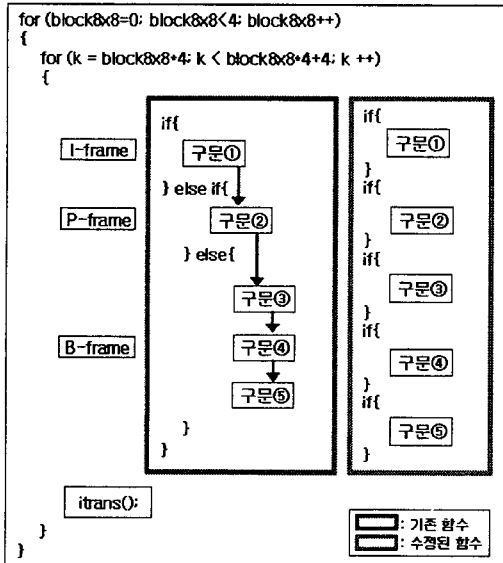 for (block8x8=0; block8x8<4; block8x8++)
{
for (k = block8x8*4; k < block8x8*4+4; k ++)
{
if{
I-frame
구문①
} else if{
P-frame
구문②
} else{
구문③
B-frame
구문④
구문⑤
}
}
if{
구문①
}
if{
구문②
}
if{
구문③
}
if{
구문④
}
if{
구문⑤
}
itrans();
}
}
: 기존 함수
: 수정된 함수